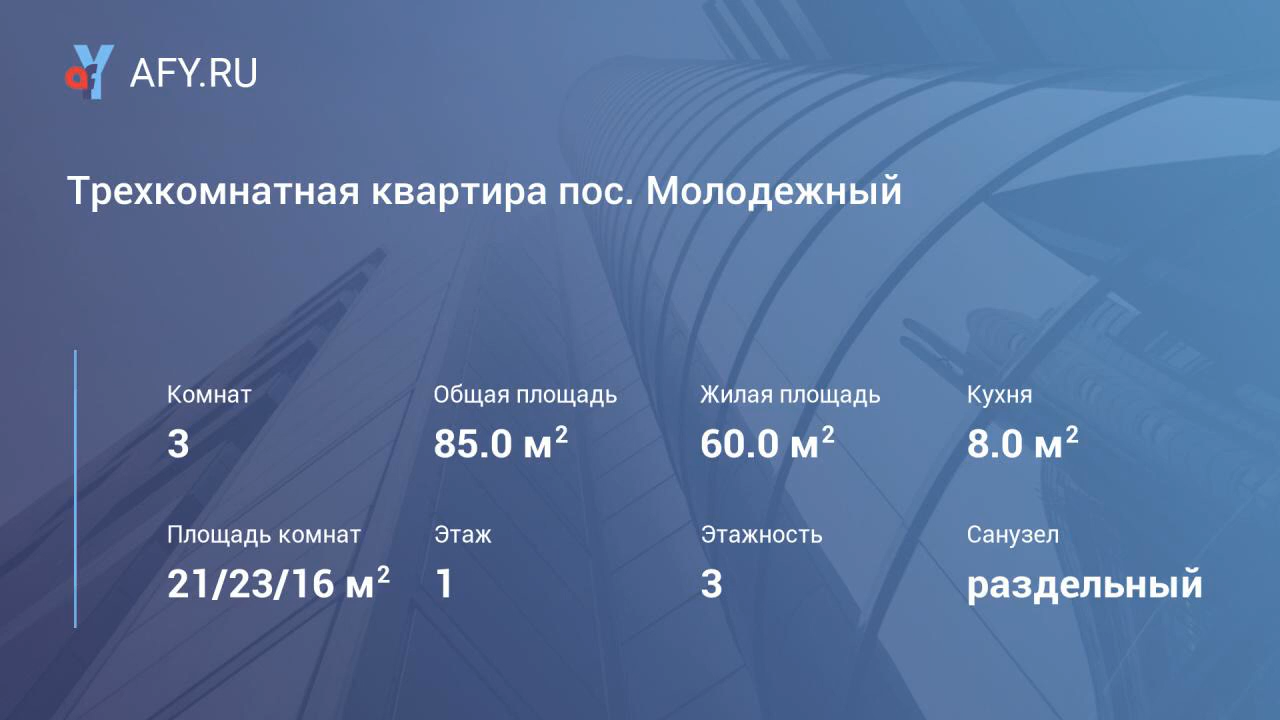 AFY.RU
Трехкомнатная квартира пос. Молодежный
Комнат
3
Общая площадь
85.0 м²
Жилая площадь
60.0 м²
Кухня
8.0 м²
Площадь комнат
21/23/16 м²
Этаж
1
Этажность
3
Санузел
раздельный